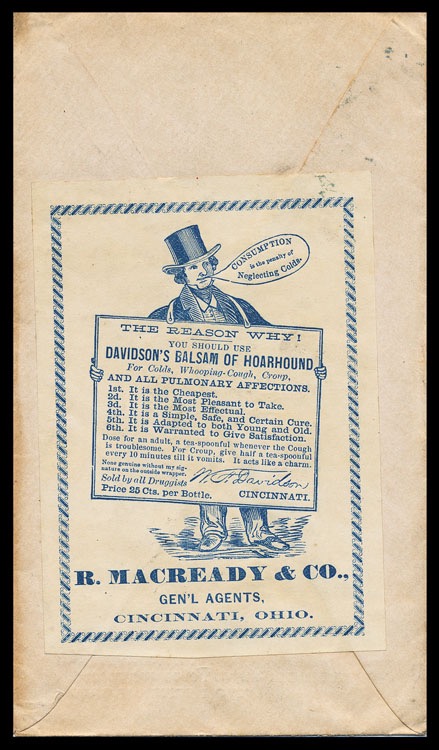 CONSUMPTION
is the penalty of
Neglecting Colds.
THE REASON WHY!
YOU SHOULD USE
DAVIDSON'S BALSAM OF HOARHOUND
For Colds, Whooping-Cough, Croup,
AND ALL PULMONARY AFFECTIONS.
1st. It is the Cheapest.
2d. It is the Most Pleasant to Take.
3d. It is the Most Effectual.
4th. It is a Simple, Safe, and Certain Cure.
5th. It is Adapted to both Young and Old.
6th. It is Warranted to Give Satisfaction.
Dose for an adult, a tea-spoonful whenever the Cough
is troublesome. For Croup, give half a tea-spoonful
every 10 minutes till it vomits. It acts like a charm.
None genuine without my sig-
nature on the outside wrapper.
W. F. Davidson
Sold by all Druggists
Price 25 Cts. per Bottle.
CINCINNATI.
R. MACREADY & CO.,
GEN'L AGENTS,
CINCINNATI, OHIO.